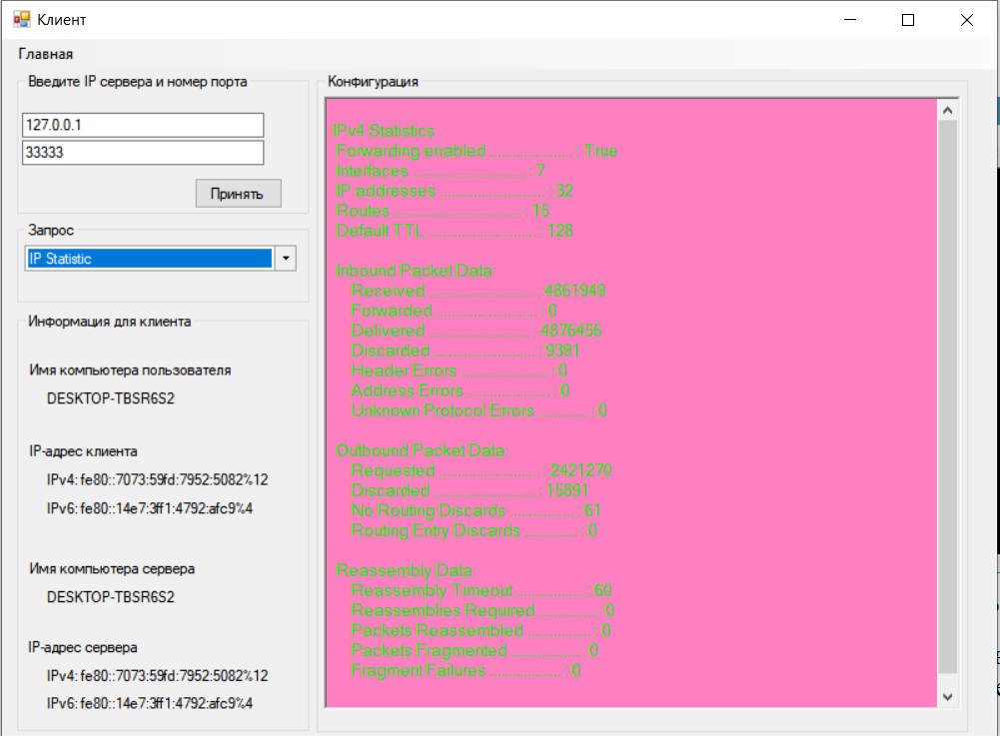 Клиент
Главная
Введите IP сервера и номер порта
127.0.0.1
33333
Принять
Запрос
IP Statistic
Информация для клиента
Имя компьютера пользователя
DESKTOP-TBSR6S2
IP-адрес клиента
IPv4: fe80::7073:59fd:7952:5082%12
IPv6: fe80::14e7:3ff1:4792:afc9%4
Имя компьютера сервера
DESKTOP-TBSR6S2
IP-адрес сервера
IPv4: fe80::7073:59fd:7952:5082%12
IPv6: fe80::14e7:3ff1:4792:afc9%4
Конфигурация
IPv4 Statistics
Forwarding enabled ...................... : True
Interfaces .............................. : 7
IP addresses ............................ : 32
Routes .................................. : 15
Default TTL ............................. : 128
Inbound Packet Data:
Received ............................ : 4861949
Forwarded ........................... : 0
Delivered ........................... : 4876456
Discarded ........................... : 9391
Header Errors ....................... : 0
Address Errors ...................... : 0
Unknown Protocol Errors ............. : 0
Outbound Packet Data:
Requested ........................... : 2421270
Discarded ........................... : 15891
No Routing Discards ................. : 61
Routing Entry Discards .............. : 0
Reassembly Data:
Reassembly Timeout .................. : 60
Reassemblies Required ............... : 0
Packets Reassembled ................. : 0
Packets Fragmented .................. : 0
Fragment Failures ................... : 0